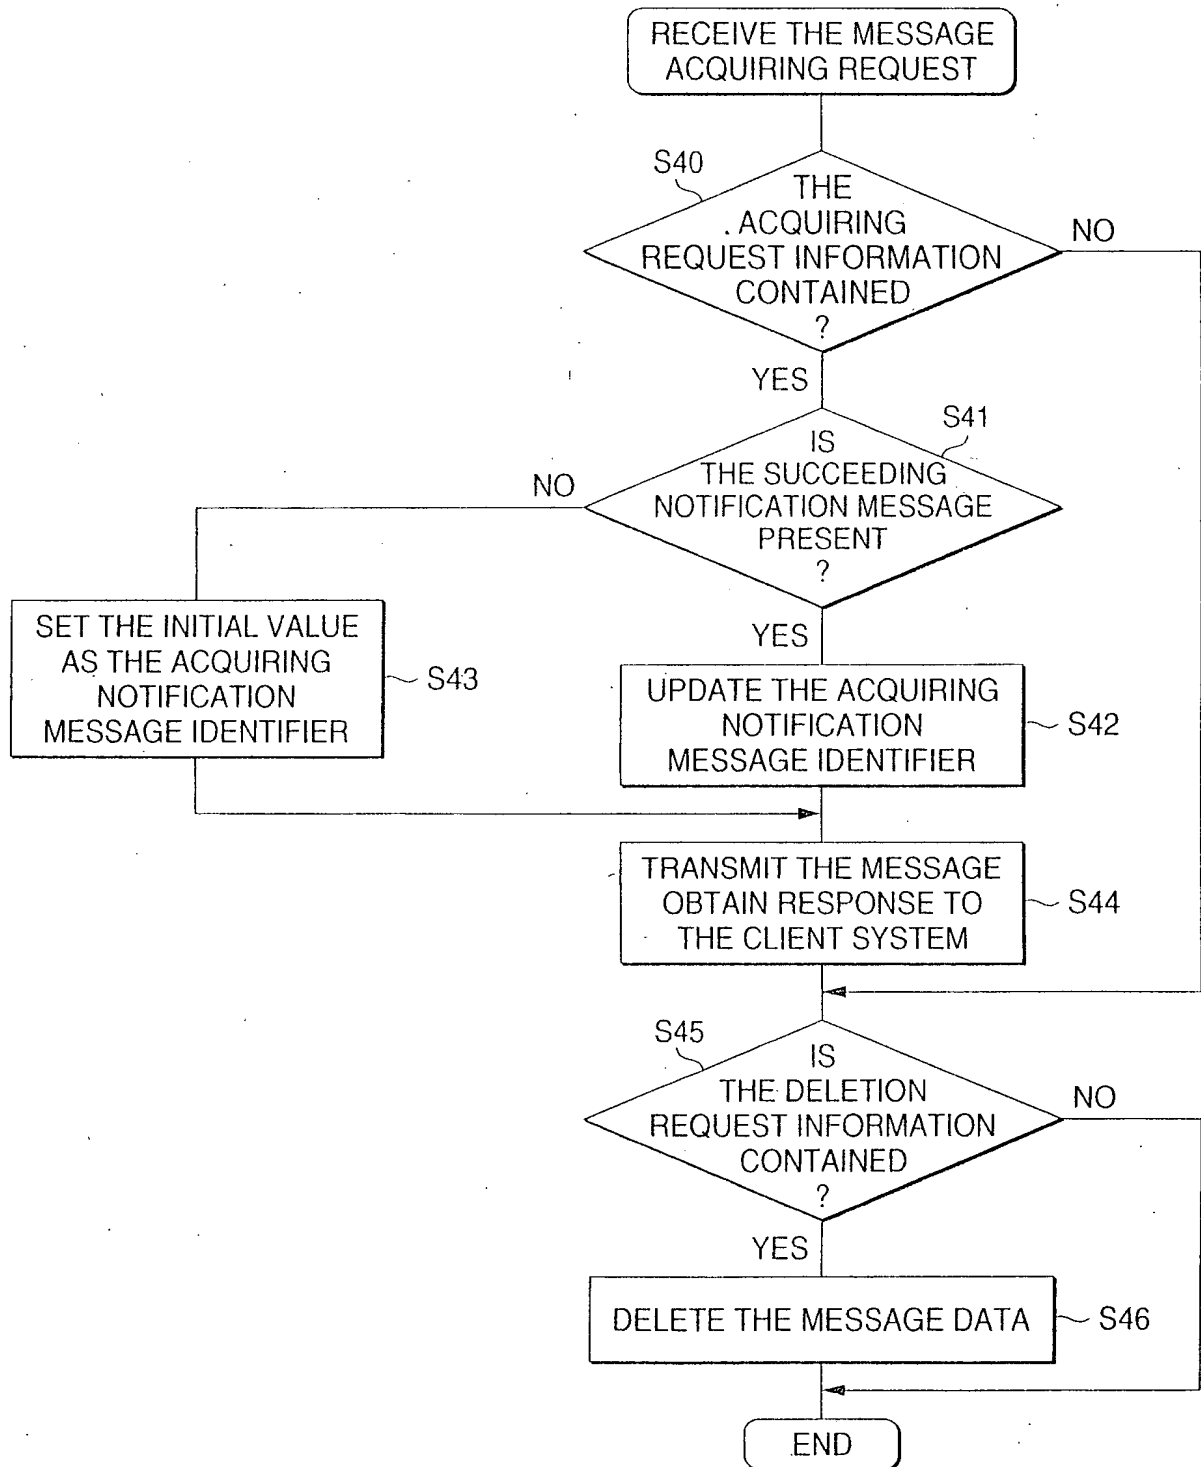 RECEIVE THE MESSAGE
ACQUIRING REQUEST
S40
THE
ACQUIRING
REQUEST INFORMATION
CONTAINED
?
NO
YES
S41
IS
THE SUCCEEDING
NOTIFICATION MESSAGE
PRESENT
?
NO
YES
SET THE INITIAL VALUE
AS THE ACQUIRING
NOTIFICATION
MESSAGE IDENTIFIER
S43
UPDATE THE ACQUIRING
NOTIFICATION
MESSAGE IDENTIFIER
S42
TRANSMIT THE MESSAGE
OBTAIN RESPONSE TO
THE CLIENT SYSTEM
S44
S45
IS
THE DELETION
REQUEST INFORMATION
CONTAINED
?
NO
YES
DELETE THE MESSAGE DATA
S46
END